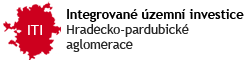 ITI
Integrované územní investice
Hradecko-pardubické
aglomerace